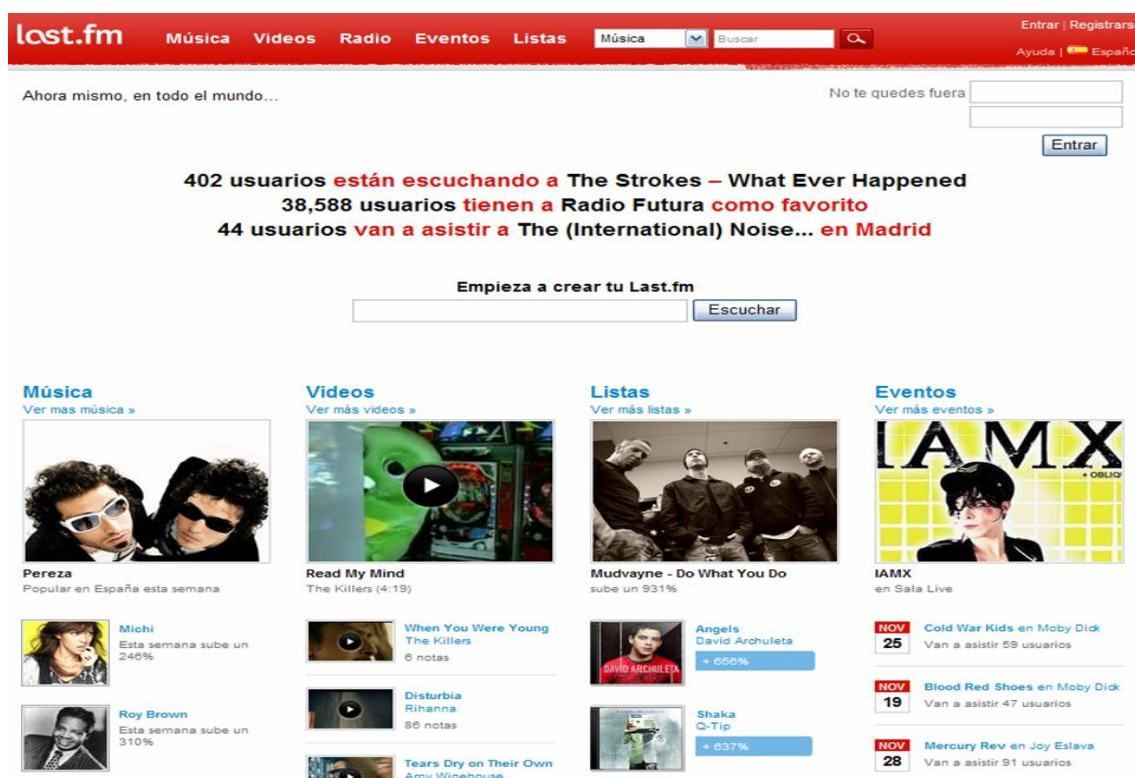 last.fm
Música Videos Radio Eventos Listas Música Buscar
Entrar | Registrars
Ayuda | Españo
Ahora mismo, en todo el mundo...
No te quedes fuera
Entrar
402 usuarios están escuchando a The Strokes – What Ever Happened
38,588 usuarios tienen a Radio Futura como favorito
44 usuarios van a asistir a The (International) Noise... en Madrid
Empieza a crear tu Last.fm
Escuchar
Música
Ver mas música »
Pereza
Popular en España esta semana
Michi
Esta semana sube un
246%
Roy Brown
Esta semana sube un
310%
Videos
Ver más videos »
Read My Mind
The Killers (4:19)
When You Were Young
The Killers
6 notas
Disturbia
Rihanna
86 notas
Tears Dry on Their Own
Amy Winehouse
Listas
Ver más listas »
Mudvayne - Do What You Do
sube un 931%
DAVID ARCHULETA
Angels
David Archuleta
+ 656%
Shaka
Q-Tip
+ 637%
Eventos
Ver más eventos »
IAMX
+ OBLIQ
IAMX
en Sala Live
NOV
25
Cold War Kids en Moby Dick
Van a asistir 59 usuarios
NOV
19
Blood Red Shoes en Moby Dick
Van a asistir 47 usuarios
NOV
28
Mercury Rev en Joy Eslava
Van a asistir 91 usuarios